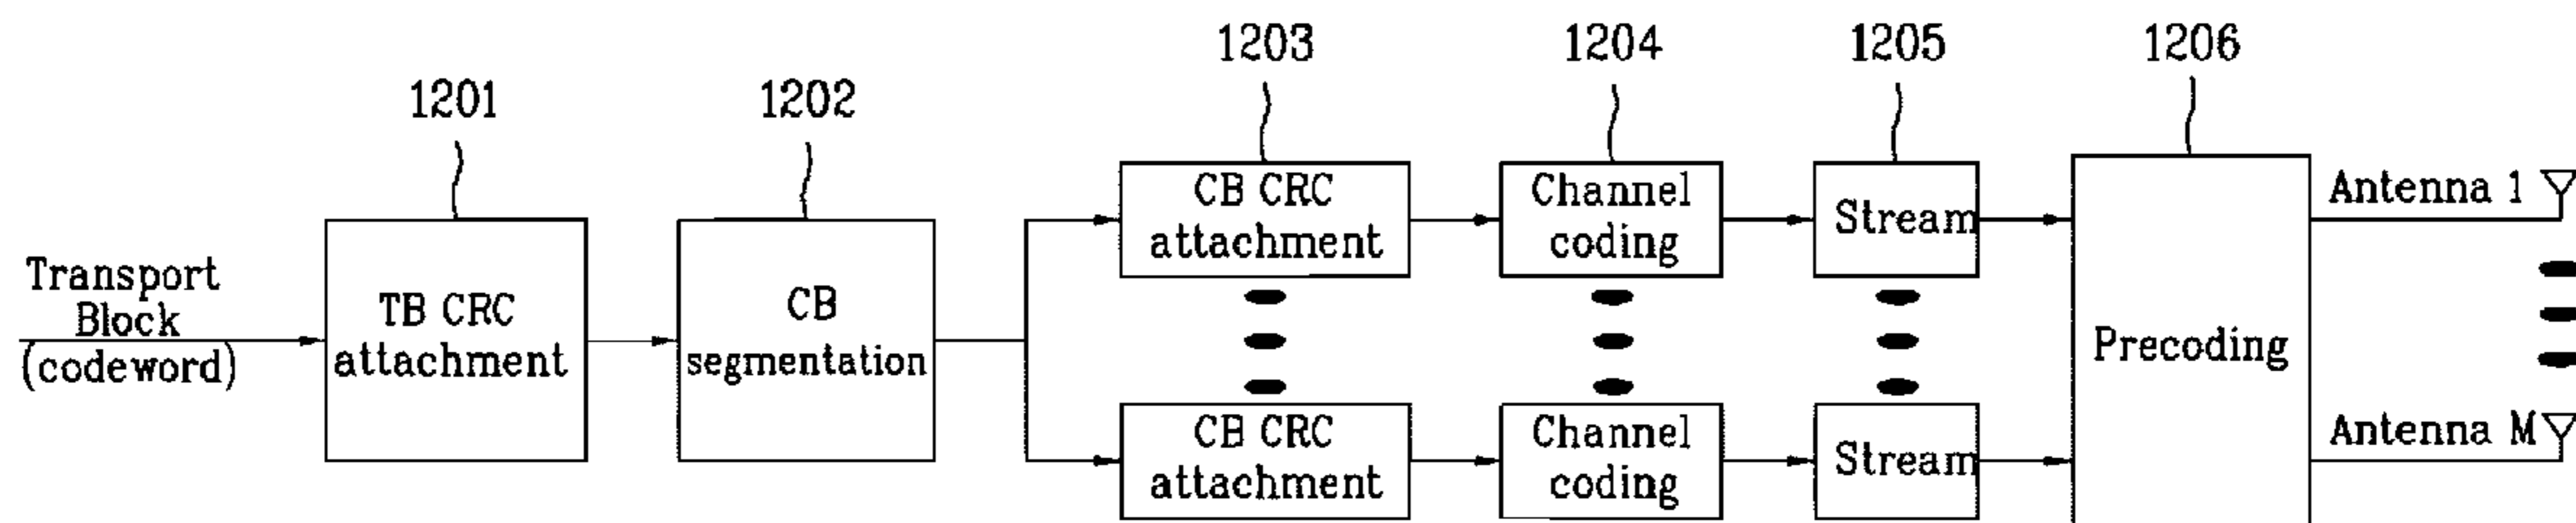 1201
1202
1203
1204
1205
1206
Transport
Block
(codeword)
TB CRC
attachment
CB
segmentation
CB CRC
attachment
Channel
coding
Stream
CB CRC
attachment
Channel
coding
Stream
Precoding
Antenna 1
Antenna M